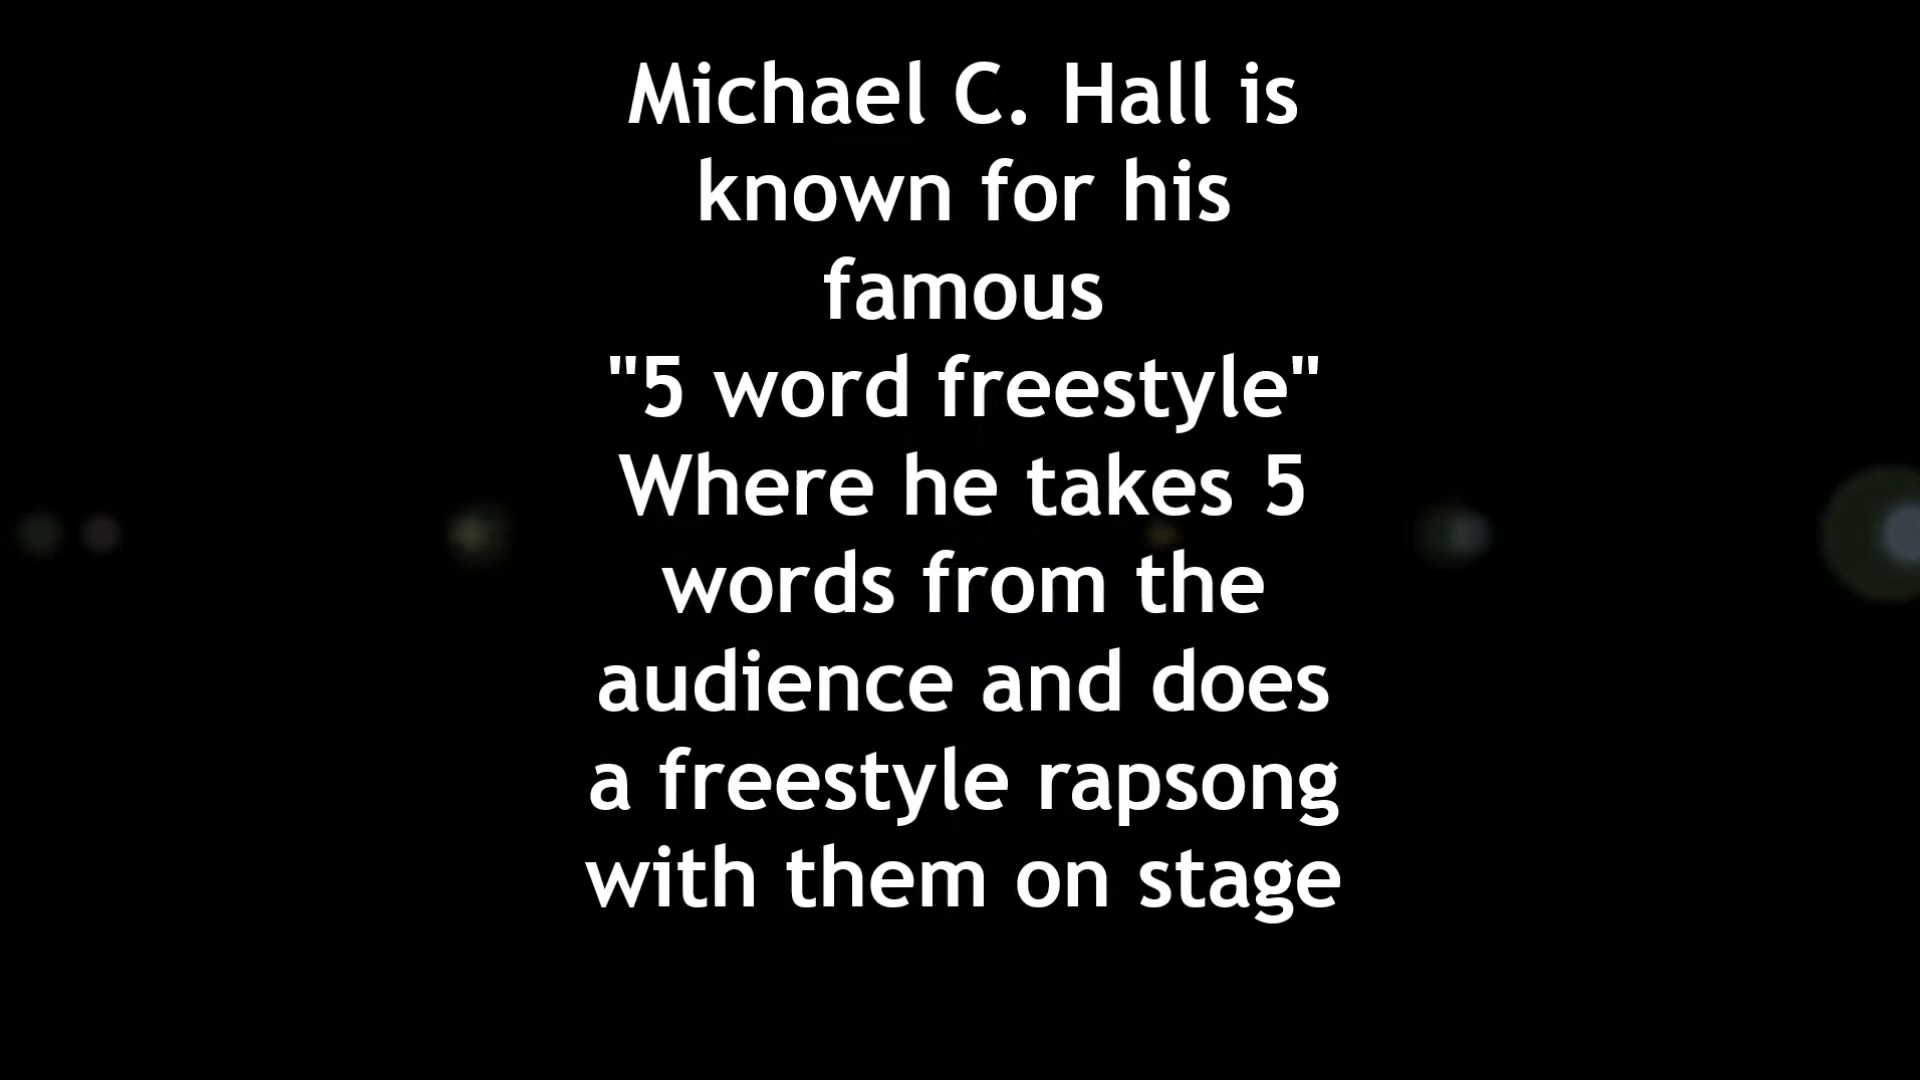 Michael C. Hall is
known for his
famous
"5 word freestyle"
Where he takes 5
words from the
audience and does
a freestyle rapsong
with them on stage